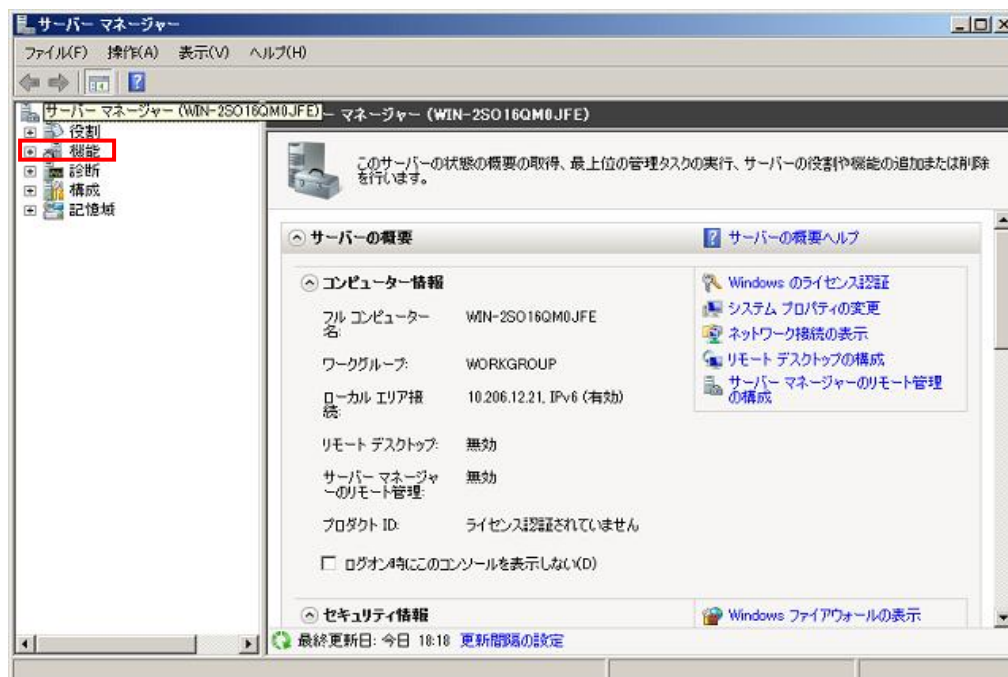 サーバー マネージャー
ファイル(F) 操作(A) 表示(V) ヘルプ(H)
サーバー マネージャー (WIN-2SO16QM0JFE)
役割
機能
診断
構成
記憶域
マネージャー (WIN-2SO16QM0JFE)
このサーバーの状態の概要の取得、最上位の管理タスクの実行、サーバーの役割や機能の追加または削除
を行います。
サーバーの概要
サーバーの概要ヘルプ
コンピューター情報
フル コンピューター
名:
WIN-2SO16QM0JFE
ワークグループ:
WORKGROUP
ローカル エリア接
続:
10.206.12.21, IPv6 (有効)
リモート デスクトップ:
無効
サーバー マネージャ
ーのリモート管理:
無効
プロダクト ID:
ライセンス認証されていません
ログオン時にこのコンソールを表示しない(D)
Windows のライセンス認証
システム プロパティの変更
ネットワーク接続の表示
リモート デスクトップの構成
サーバー マネージャーのリモート管理
の構成
セキュリティ情報
Windows ファイアウォールの表示
最終更新日: 今日 18:18 更新間隔の設定